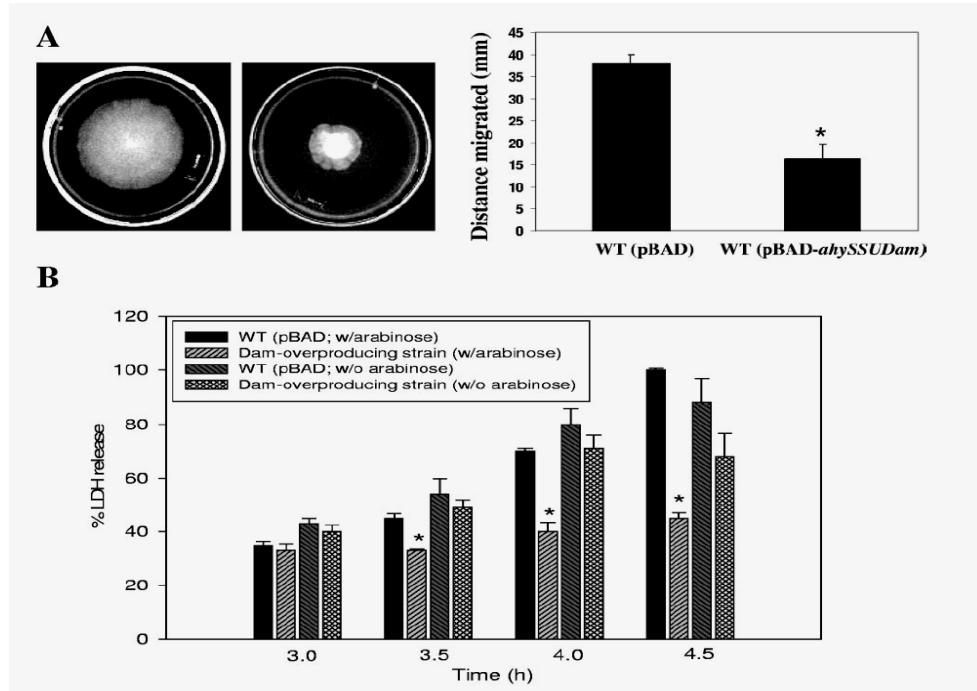 A
Distance migrated (mm)
45
40
35
30
25
20
15
10
5
0
*
WT (pBAD)
WT (pBAD-ahySSUDam)
B
% LDH release
120
100
80
60
40
20
0
WT (pBAD; w/arabinose)
Dam-overproducing strain (w/arabinose)
WT (pBAD; w/o arabinose)
Dam-overproducing strain (w/o arabinose)
*
*
*
3.0
3.5
4.0
4.5
Time (h)